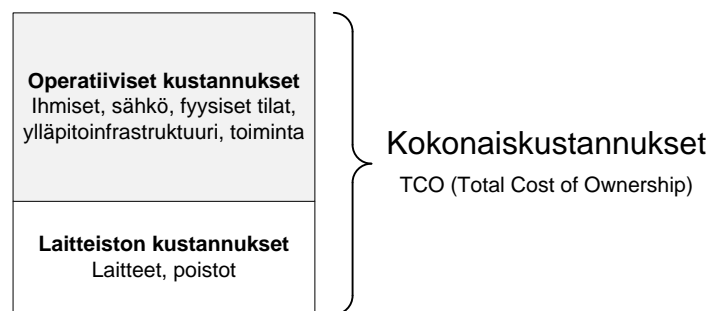 Operatiiviset kustannukset
Ihmiset, sähkö, fyysiset tilat,
ylläpitoinfrastruktuuri, toiminta
Laitteiston kustannukset
Laitteet, poistot
Kokonaiskustannukset
TCO (Total Cost of Ownership)